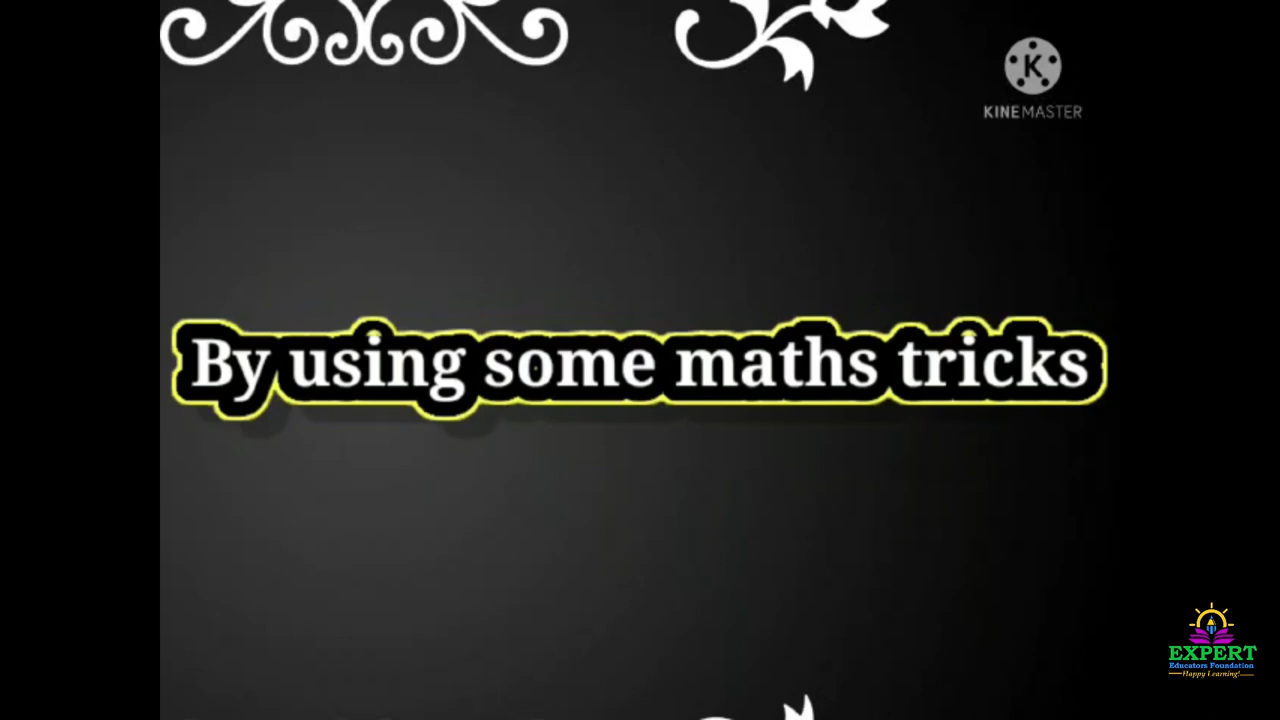 K
KINEMASTER
By using some maths tricks
EXPERT
Educators Foundation
Happy Learning!